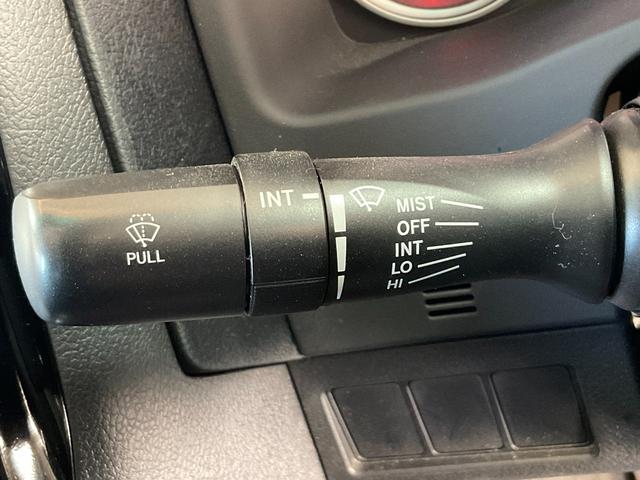 PULL
INT
MIST
OFF
INT
LO
HI